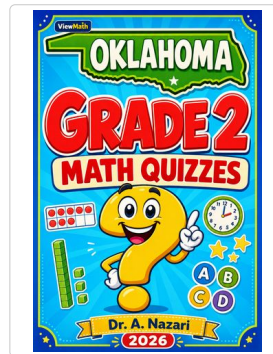 ViewMath
OKLAHOMA
GRADE 2
MATH QUIZZES
A B
C D
Dr. A. Nazari
2026